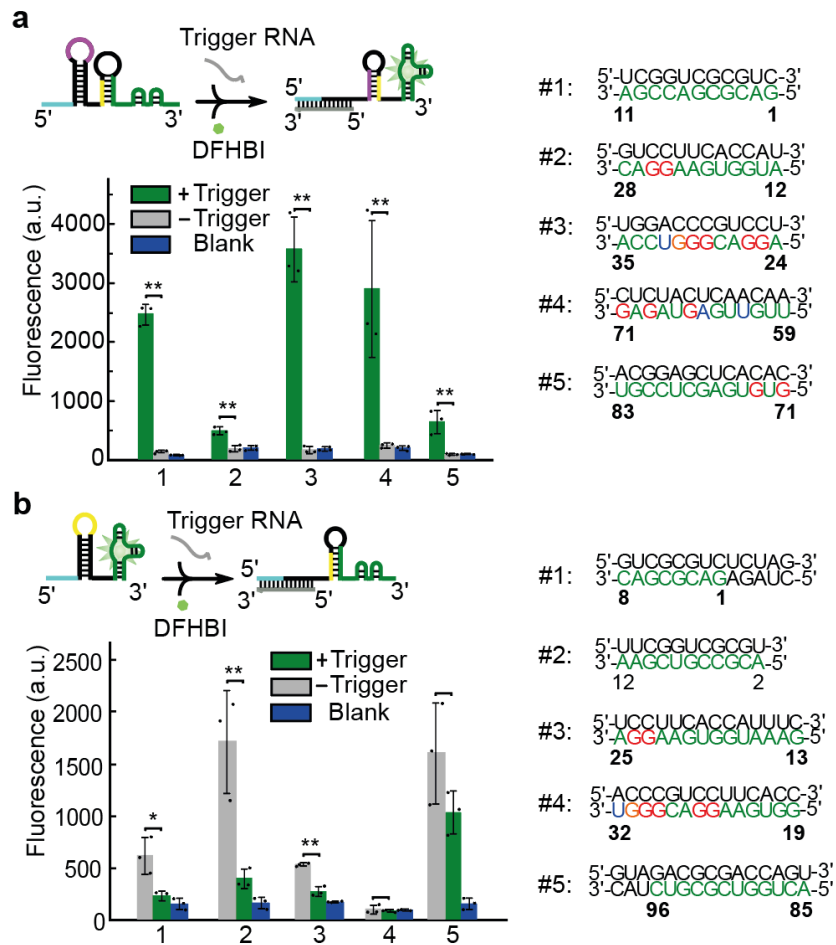 a
Trigger RNA
5' 3'
DFHBI
5' 3'
3' 5'
Fluorescence (a.u.)
4000
3000
2000
1000
0
+ Trigger
− Trigger
Blank
** ** ** ** **
1 2 3 4 5
#1: 5'-UCGGUCGCGUC-3'
3'-AGCCAGCGCAG-5'
11 1
#2: 5'-GUCCUUCACCAU-3'
3'-CAGGAAGUGGUA-5'
28 12
#3: 5'-UGGACCCGUCCU-3'
3'-ACCUGGGCAGGA-5'
35 24
#4: 5'-CUCUACUCAACAA-3'
3'-GAGAUGAGUUGUU-5'
71 59
#5: 5'-ACGGAGCUCACAC-3'
3'-UGCCUCGAGUGUG-5'
83 71
b
Trigger RNA
5' 3'
DFHBI
5'
3' 5' 3'
Fluorescence (a.u.)
2500
2000
1500
1000
500
0
+ Trigger
− Trigger
Blank
* ** **
1 2 3 4 5
#1: 5'-GUCGCGUCUCUAG-3'
3'-CAGCGCAGAGAUC-5'
8 1
#2: 5'-UUCGGUCGCGU-3'
3'-AAGCUGCCGCA-5'
12 2
#3: 5'-UCCUUCACCAUUUC-3'
3'-AGGAAGUGGUAAAG-5'
25 13
#4: 5'-ACCCGUCCUUCACC-3'
3'-UGGGCAGGAAGUGG-5'
32 19
#5: 5'-GUAGACGCGACCAGU-3'
3'-CAUCUGCGCUGGUCA-5'
96 85